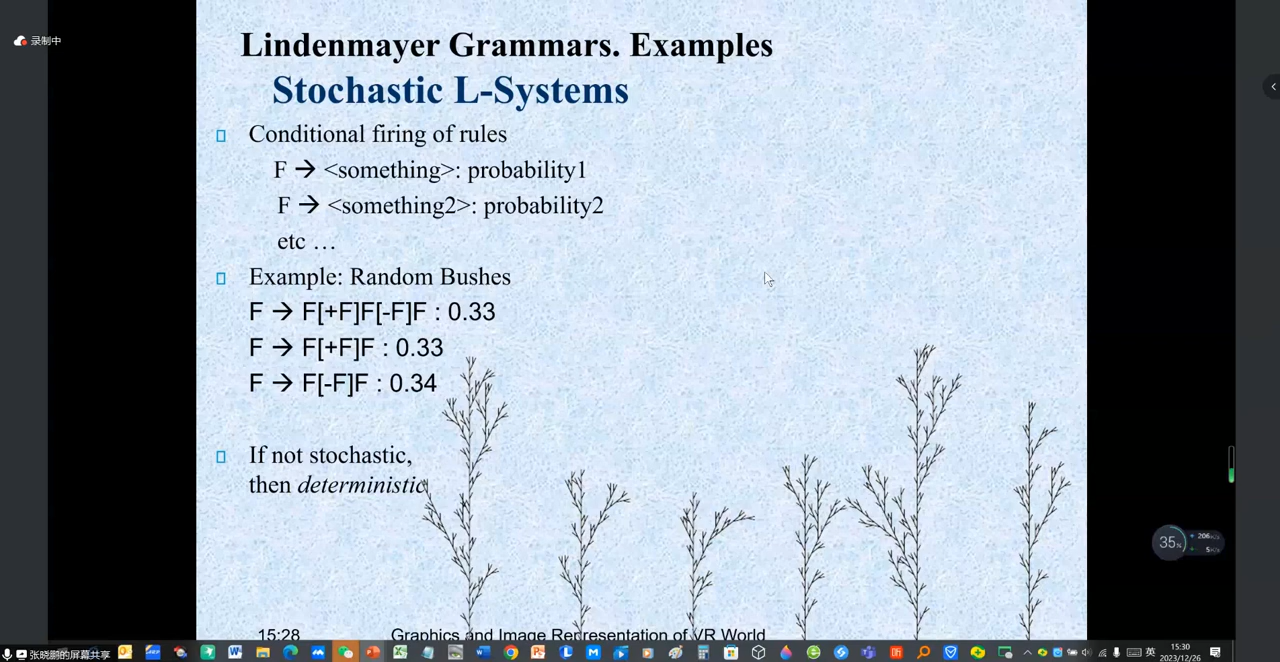 录制中
Lindenmayer Grammars. Examples
Stochastic L-Systems
Conditional firing of rules
F → <something>: probability1
F → <something2>: probability2
etc …
Example: Random Bushes
F → F[+F]F[-F]F : 0.33
F → F[+F]F : 0.33
F → F[-F]F : 0.34
If not stochastic,
then deterministic
35%
206K/s
5K/s
15:28
Graphics and Image Representation of VR World
张晓鹏的屏幕共享
英
15:30
2023/12/26